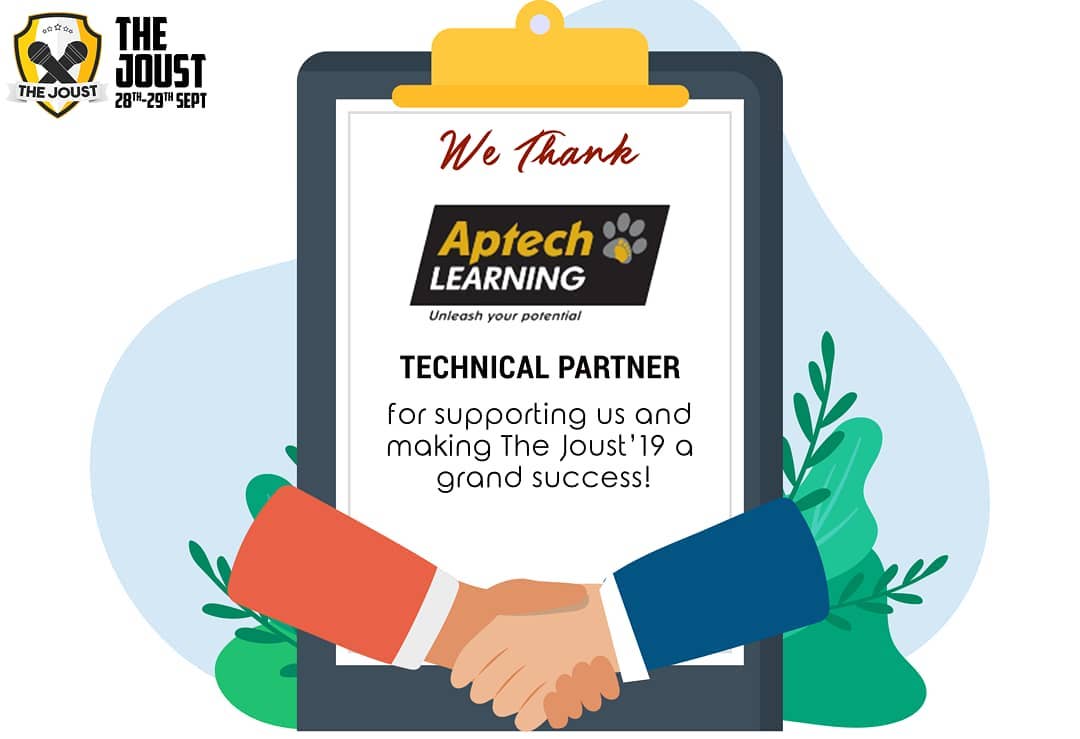 THE JOUST
THE
JOUST
28TH-29TH SEPT
We Thank
Aptech
LEARNING
Unleash your potential
TECHNICAL PARTNER
for supporting us and
making The Joust'19 a
grand success!